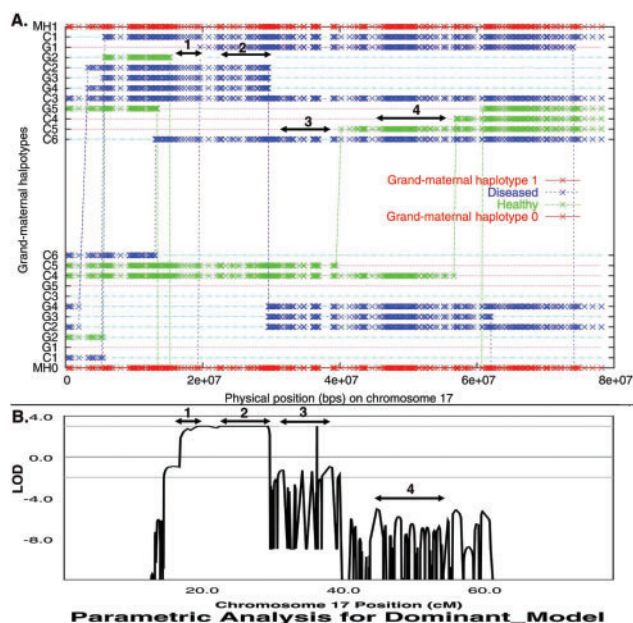 A.
MH1
C1
G1
G2
C2
G3
G4
C3
G5
C4
C5
C6
1
2
3
4
Grand-maternal haplotype 1
Diseased
Healthy
Grand-maternal haplotype 0
Grand-maternal halpotypes
C6
C5
C4
G5
C3
G4
G3
C2
G2
G1
C1
MH0
0 2e+07 4e+07 6e+07 8e+07
Physical position (bps) on chromosome 17
B.
4.0
0.0
-4.0
-8.0
LOD
1
2
3
4
20.0 40.0 60.0
Chromosome 17 Position (cM)
Parametric Analysis for Dominant_Model